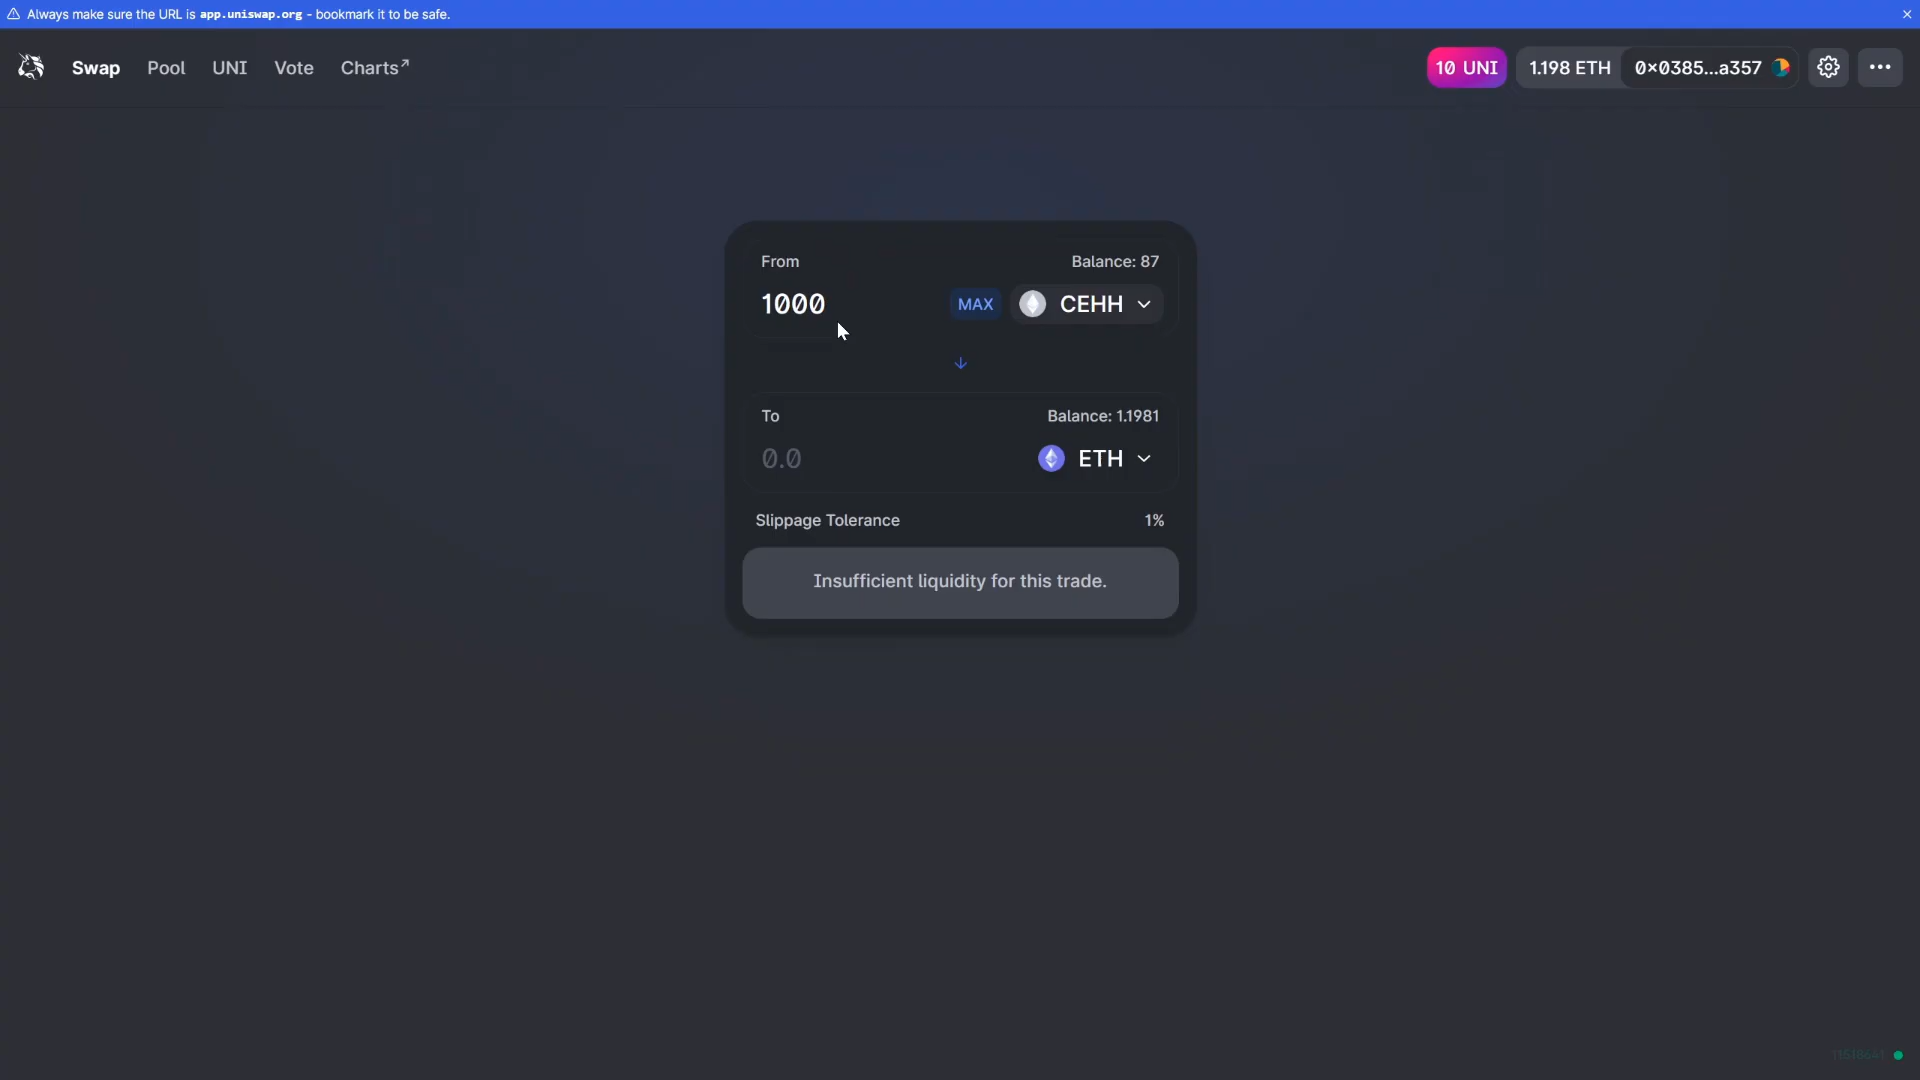 Always make sure the URL is app.uniswap.org - bookmark it to be safe.
Swap Pool UNI Vote Charts↗ 10 UNI 1.198 ETH 0x0385...a357
From Balance: 87
1000 MAX CEHH
To Balance: 1.1981
0.0 ETH
Slippage Tolerance 1%
Insufficient liquidity for this trade.